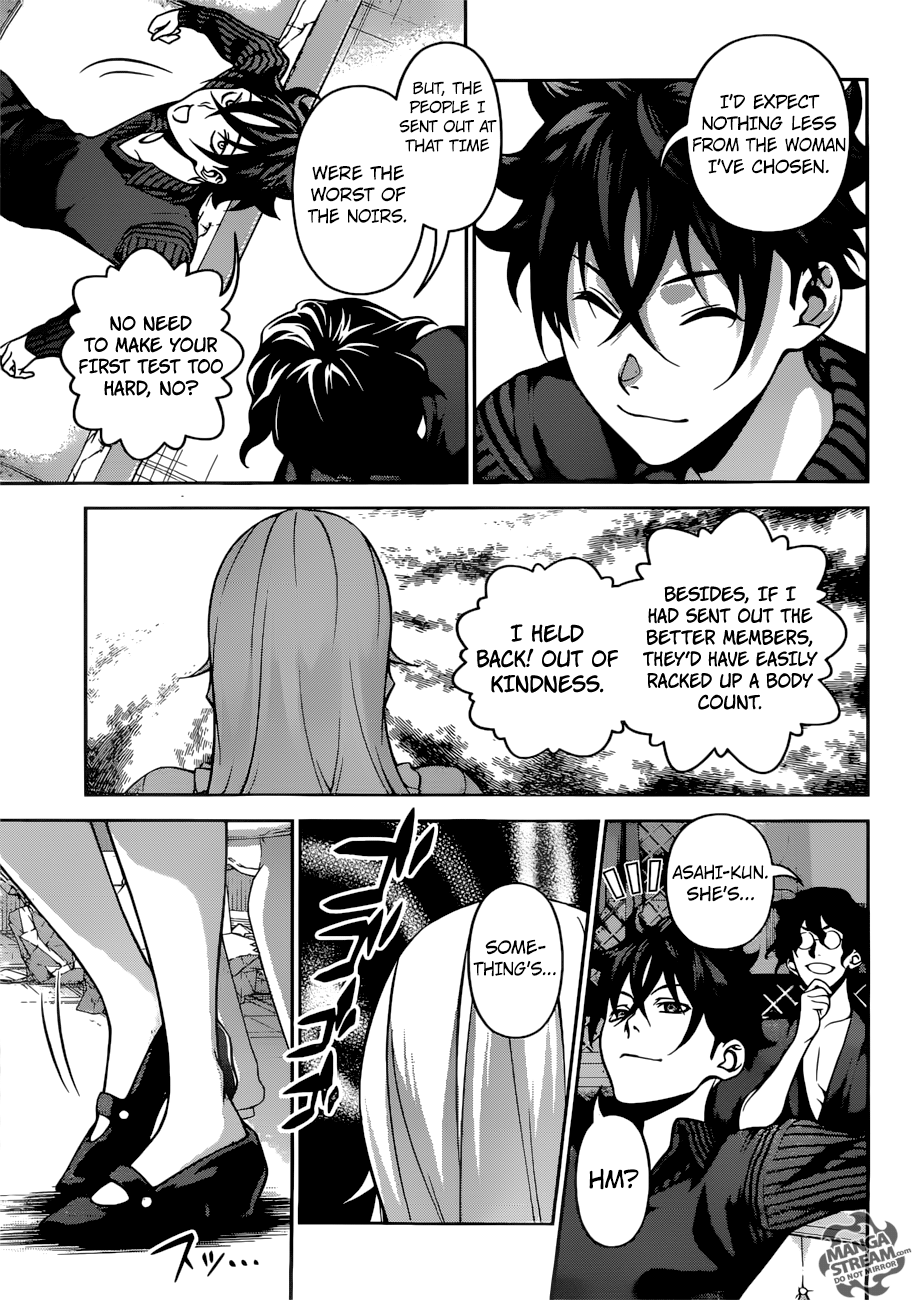 I'D EXPECT
NOTHING LESS
FROM THE WOMAN
I'VE CHOSEN.
BUT, THE
PEOPLE I
SENT OUT AT
THAT TIME
WERE THE
WORST OF
THE NOIRS.
NO NEED
TO MAKE YOUR
FIRST TEST TOO
HARD, NO?
BESIDES, IF I
HAD SENT OUT THE
BETTER MEMBERS,
THEY'D HAVE EASILY
RACKED UP A BODY
COUNT.
I HELD
BACK! OUT OF
KINDNESS.
ASAHI-KUN.
SHE'S...
HM?
SOME-
THING'S...
スッ...
MANGA
STREAM.COM
DO NOT MIRROR